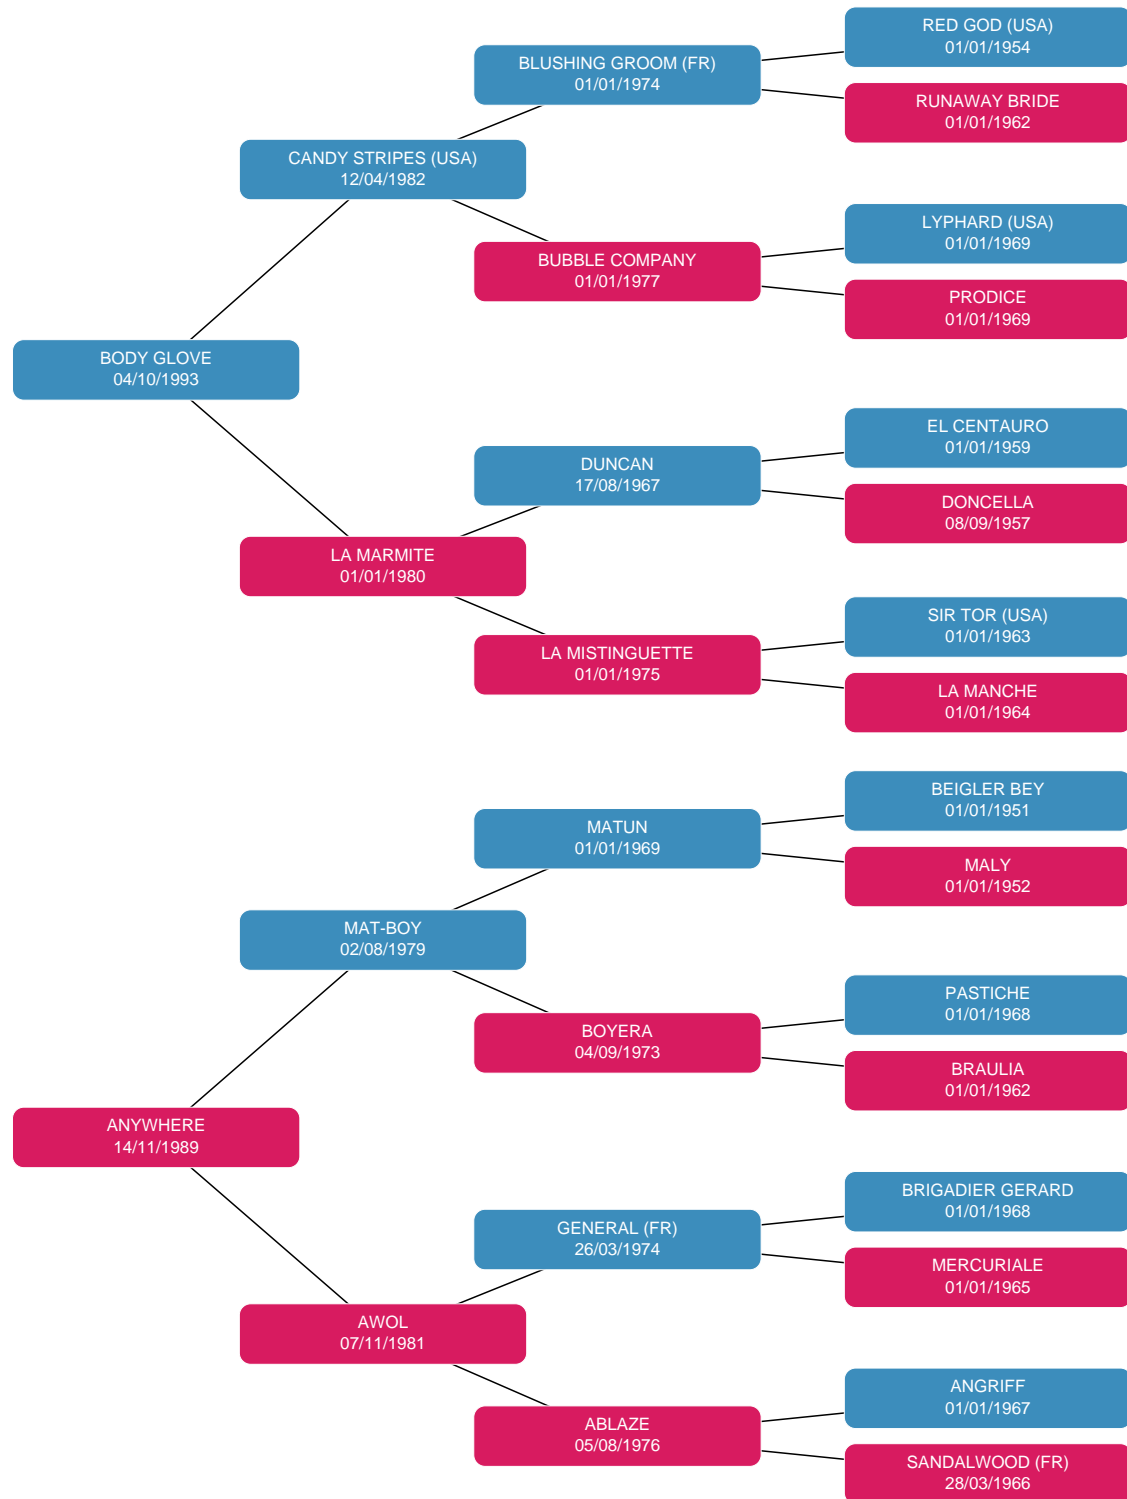 RED GOD (USA)
01/01/1954
BLUSHING GROOM (FR)
01/01/1974
RUNAWAY BRIDE
01/01/1962
CANDY STRIPES (USA)
12/04/1982
LYPHARD (USA)
01/01/1969
BUBBLE COMPANY
01/01/1977
PRODICE
01/01/1969
BODY GLOVE
04/10/1993
EL CENTAURO
01/01/1959
DUNCAN
17/08/1967
DONCELLA
08/09/1957
LA MARMITE
01/01/1980
SIR TOR (USA)
01/01/1963
LA MISTINGUETTE
01/01/1975
LA MANCHE
01/01/1964
BEIGLER BEY
01/01/1951
MATUN
01/01/1969
MALY
01/01/1952
MAT-BOY
02/08/1979
PASTICHE
01/01/1968
BOYERA
04/09/1973
BRAULIA
01/01/1962
ANYWHERE
14/11/1989
BRIGADIER GERARD
01/01/1968
GENERAL (FR)
26/03/1974
MERCURIALE
01/01/1965
AWOL
07/11/1981
ANGRIFF
01/01/1967
ABLAZE
05/08/1976
SANDALWOOD (FR)
28/03/1966